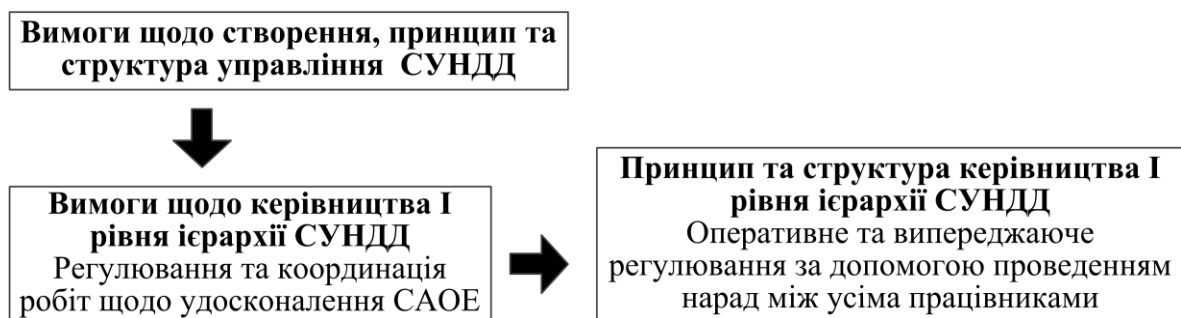 Вимоги щодо створення, принцип та
структура управління СУНДД
Вимоги щодо керівництва І
рівня ієрархії СУНДД
Регулювання та координація
робіт щодо удосконалення САОЕ
Принцип та структура керівництва І
рівня ієрархії СУНДД
Оперативне та випереджаюче
регулювання за допомогою проведенням
нарад між усіма працівниками